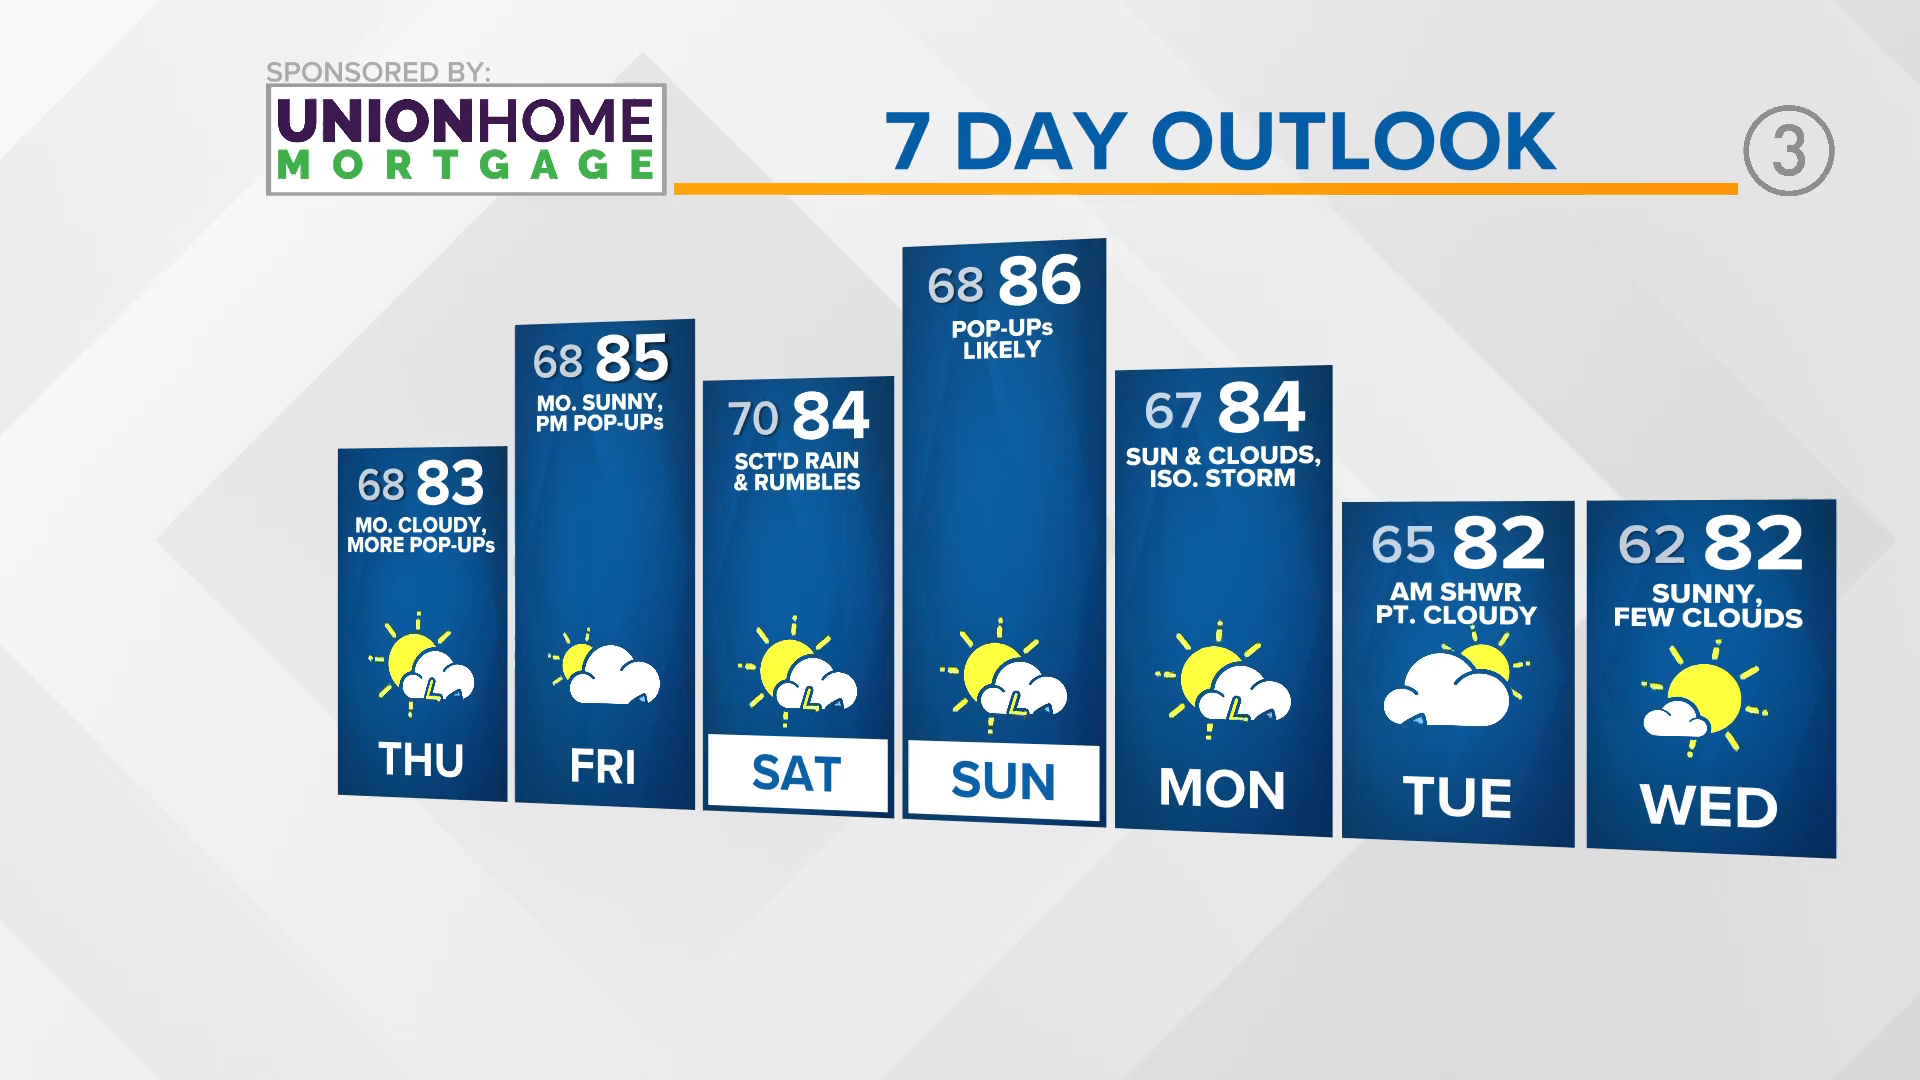 SPONSORED BY:
UNIONHOME
MORTGAGE
7 DAY OUTLOOK
3
68 83
MO. CLOUDY,
MORE POP-UPs
THU
68 85
MO. SUNNY,
PM POP-UPs
FRI
70 84
SCT'D RAIN
& RUMBLES
SAT
68 86
POP-UPs
LIKELY
SUN
67 84
SUN & CLOUDS,
ISO. STORM
MON
65 82
AM SHWR
PT. CLOUDY
TUE
62 82
SUNNY,
FEW CLOUDS
WED